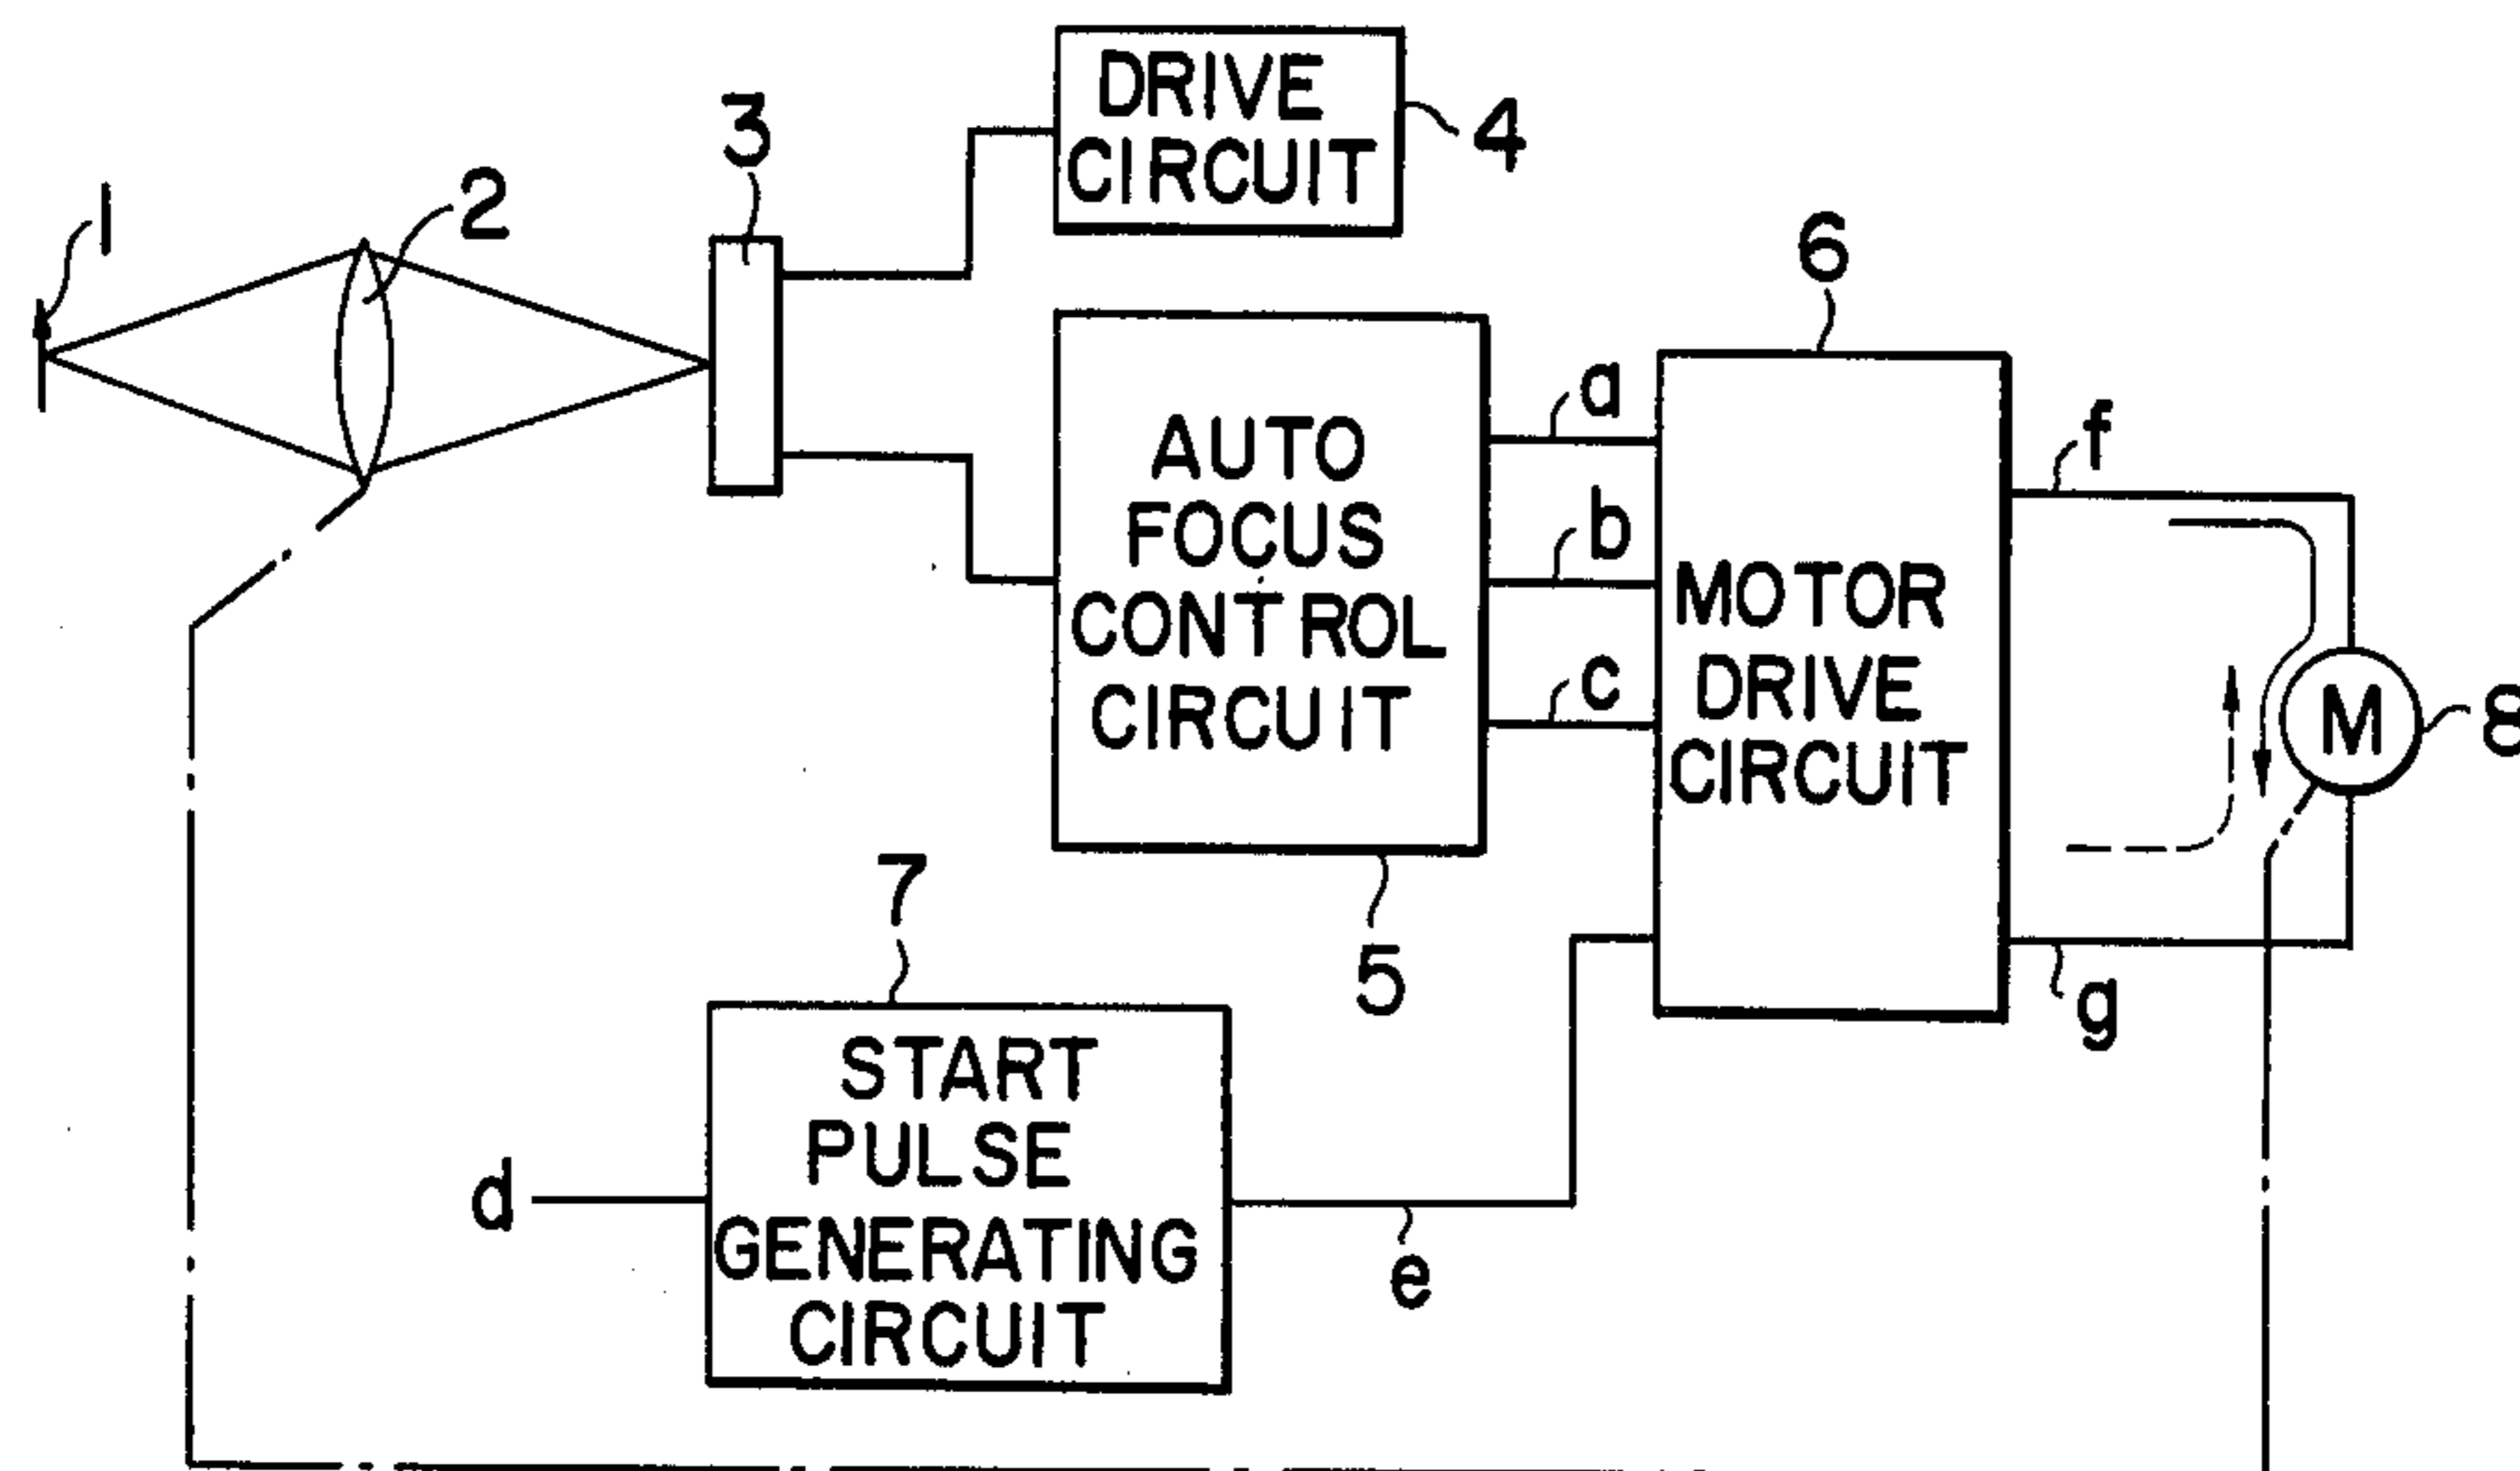 DRIVE
CIRCUIT
4
3
2
1
6
AUTO
FOCUS
CONTROL
CIRCUIT
5
a
b
c
MOTOR
DRIVE
CIRCUIT
f
M
8
g
7
START
PULSE
GENERATING
CIRCUIT
d
e